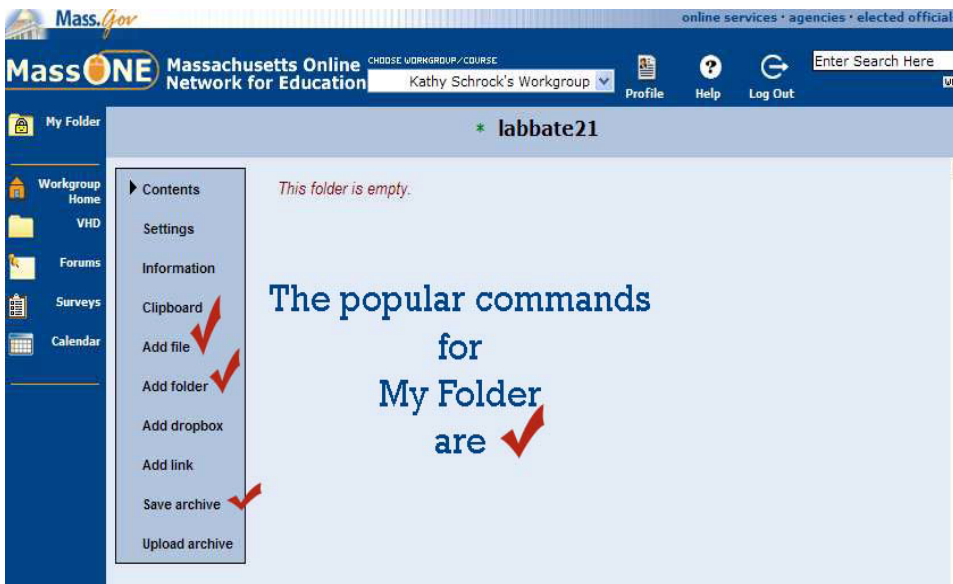 Mass.Gov
online services · agencies · elected official
MassONE
Massachusetts Online
Network for Education
CHOOSE WORKGROUP/COURSE
Kathy Schrock's Workgroup
Profile
Help
Log Out
Enter Search Here
My Folder
* labbate21
Workgroup
Home
VHD
Forums
Surveys
Calendar
Contents
Settings
Information
Clipboard
Add file
Add folder
Add dropbox
Add link
Save archive
Upload archive
This folder is empty.
The popular commands
for
My Folder
are